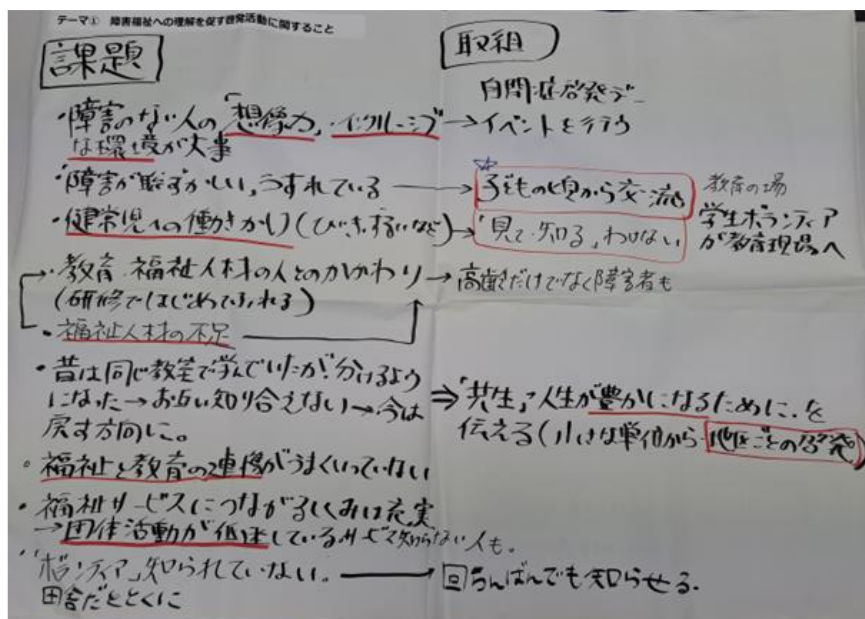 テーマ① 障害福祉への理解を促す啓発活動に関すること
課題
・障害のない人の「想像力」・インクルーシブ
な環境が大事
・障害が恥ずかしい、うすれている
・健常児への働きかけ(
・教育・福祉人材の人とのかかわり
(研修ではじめてふれる)
・福祉人材の不足
・昔は同じ教室で学んでいたが、分けるよう
になった→お互い知り合えない→今は
戻す方向に。
・福祉と教育の連携がうまくいっていない
・福祉サービスにつながるしくみは充実
→団体活動が低迷しているサービス知らない人も。
・「ボランティア」知られていない。
田舎だととくに
取組
自閉症啓発デー
→イベントを行う
→子どもの頃から交流
→「見て知る」、わけない
教育の場
学生ボランティア
が教育現場へ
→高齢だけでなく障害者も
⇒「共生」人生が豊かになるために、を
伝える(小さな単位から 地区ごとの啓発)
→回らんばんでも知らせる.